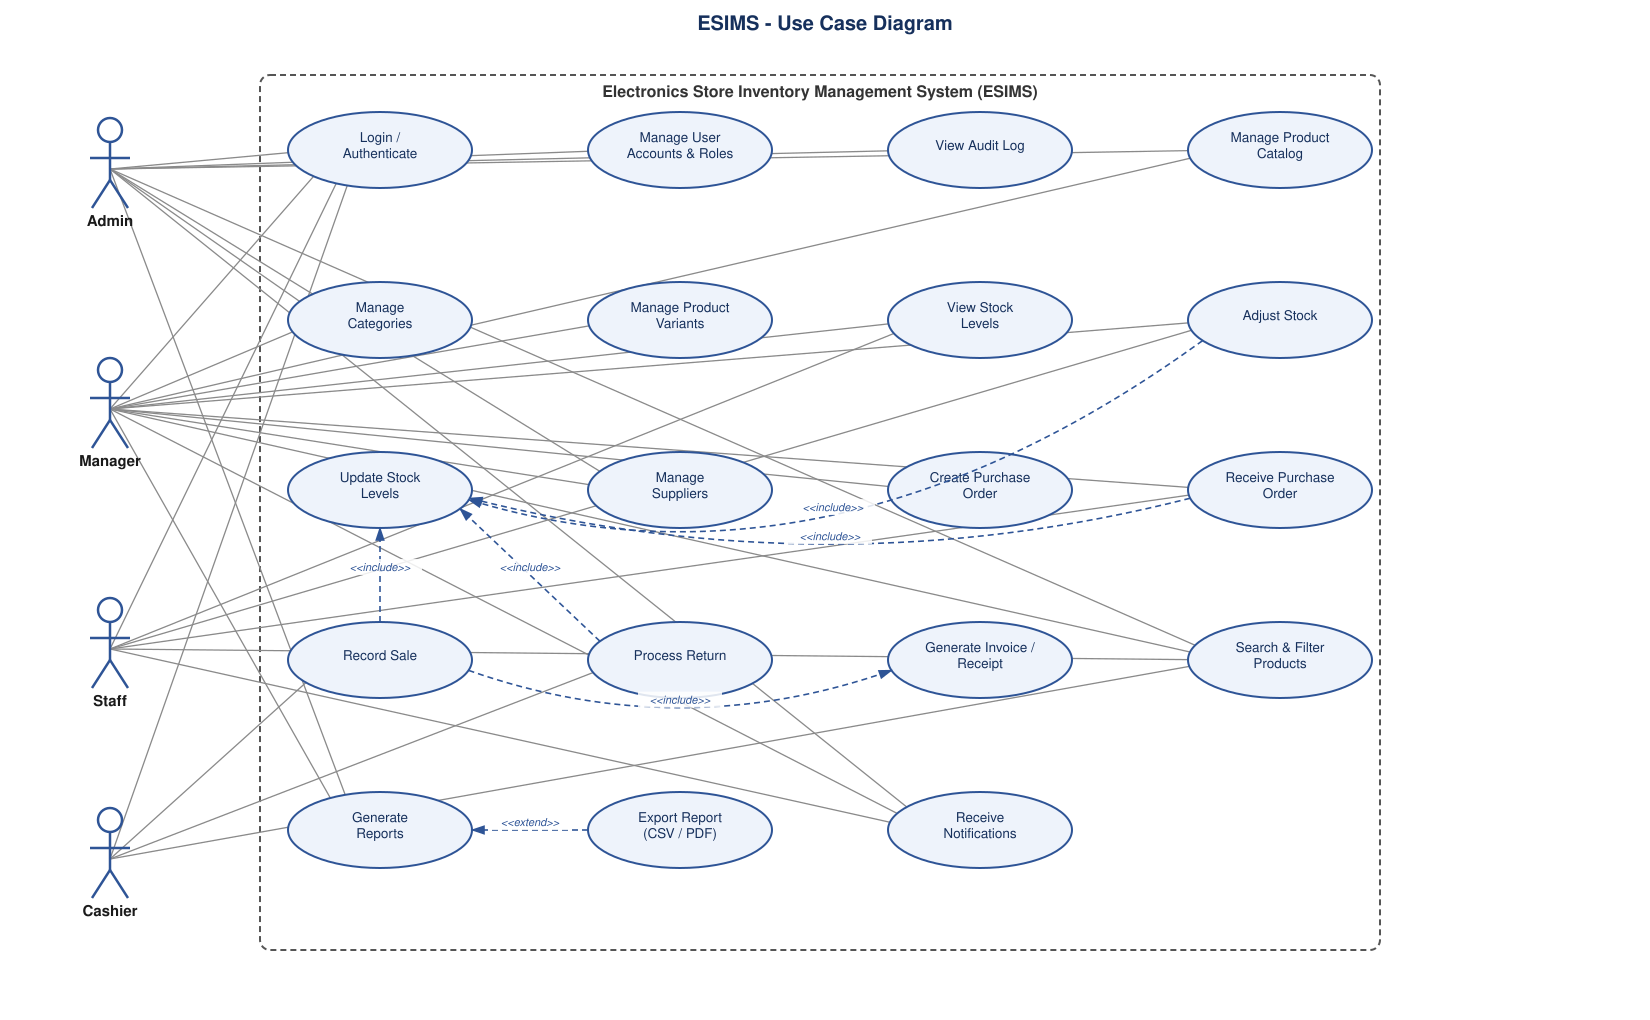 ESIMS - Use Case Diagram
Electronics Store Inventory Management System (ESIMS)
Login /
Authenticate
Manage User
Accounts & Roles
View Audit Log
Manage Product
Catalog
Admin
Manage
Categories
Manage Product
Variants
View Stock
Levels
Adjust Stock
Manager
Update Stock
Levels
Manage
Suppliers
Create Purchase
Order
Receive Purchase
Order
<<include>>
<<include>>
<<include>>
<<include>>
Record Sale
Process Return
Generate Invoice /
Receipt
Search & Filter
Products
Staff
<<include>>
Generate
Reports
<<extend>>
Export Report
(CSV / PDF)
Receive
Notifications
Cashier